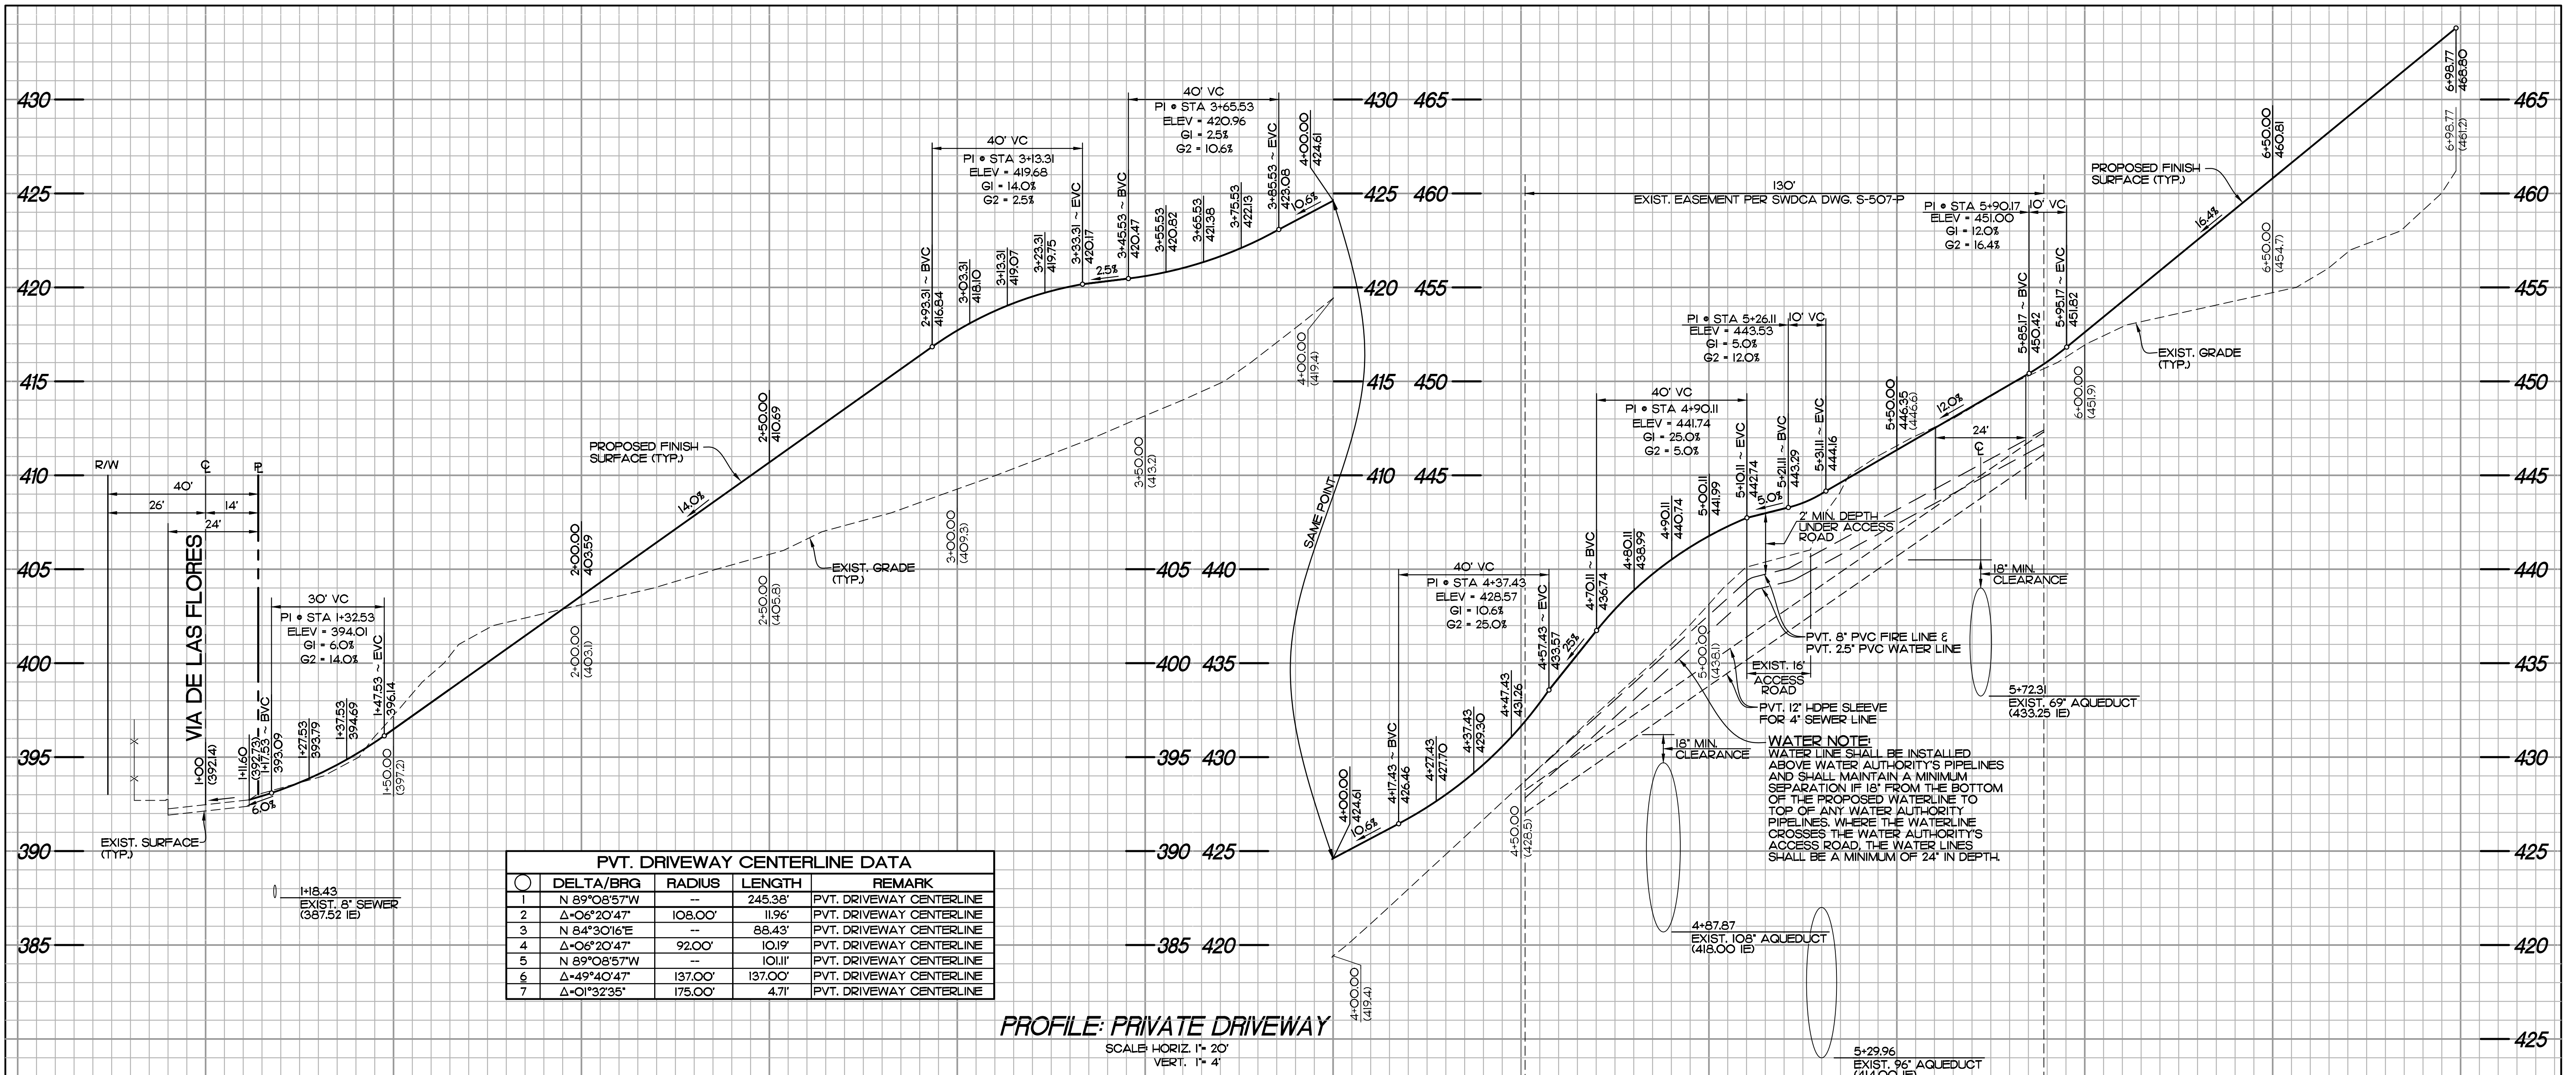 430
425
420
415
410
405
400
395
390
385
R/W
40'
26'
14'
24'
VIA DE LAS FLORES
30' VC
PI @ STA 1+32.53
ELEV = 394.01
G1 = 6.0%
G2 = 14.0%
1+00
(392.14)
1+11.60
(392.73)
1+17.53 ~ BVC
393.09
1+27.53
393.79
1+37.53
394.69
1+47.53 ~ EVC
396.14
1+50.00
(397.2)
6.0%
EXIST. SURFACE
(TYP.)
1+18.43
EXIST. 8" SEWER
(387.52 IE)
2+00.00
403.59
2+00.00
(403.1)
PROPOSED FINISH
SURFACE (TYP.)
14.0%
2+50.00
410.69
2+50.00
(405.8)
EXIST. GRADE
(TYP.)
40' VC
PI @ STA 3+13.31
ELEV = 419.68
G1 = 14.0%
G2 = 2.5%
2+93.31 ~ BVC
416.84
3+03.31
418.10
3+13.31
419.07
3+23.31
419.75
3+33.31 ~ EVC
420.17
3+00.00
(409.3)
2.5%
40' VC
PI @ STA 3+65.53
ELEV = 420.96
G1 = 2.5%
G2 = 10.6%
3+45.53 ~ BVC
420.47
3+55.53
420.82
3+65.53
421.38
3+75.53
422.13
3+85.53 ~ EVC
423.08
3+50.00
(413.2)
10.6%
4+00.00
424.61
4+00.00
(419.4)
SAME POINT
430 465
425 460
420 455
415 450
410 445
405 440
400 435
395 430
390 425
385 420
4+00.00
424.61
10.6%
4+00.00
(419.4)
40' VC
PI @ STA 4+37.43
ELEV = 428.57
G1 = 10.6%
G2 = 25.0%
4+17.43 ~ BVC
426.46
4+27.43
427.70
4+37.43
429.30
4+47.43
431.26
4+57.43 ~ EVC
433.57
4+50.00
(428.5)
25%
130'
EXIST. EASEMENT PER SWDCA DWG. S-507-P
40' VC
PI @ STA 4+90.11
ELEV = 441.74
G1 = 25.0%
G2 = 5.0%
4+70.11 ~ BVC
436.74
4+80.11
438.99
4+90.11
440.74
5+00.11
441.99
5+10.11 ~ EVC
442.74
5+00.00
(438.1)
5.0%
10' VC
PI @ STA 5+26.11
ELEV = 443.53
G1 = 5.0%
G2 = 12.0%
5+21.11 ~ BVC
443.29
5+31.11 ~ EVC
444.16
2' MIN. DEPTH
UNDER ACCESS
ROAD
PVT. 8" PVC FIRE LINE &
PVT. 2.5" PVC WATER LINE
EXIST. 16'
ACCESS
ROAD
PVT. 12" HDPE SLEEVE
FOR 4" SEWER LINE
18" MIN.
CLEARANCE
WATER NOTE:
WATER LINE SHALL BE INSTALLED
ABOVE WATER AUTHORITY'S PIPELINES
AND SHALL MAINTAIN A MINIMUM
SEPARATION IF 18" FROM THE BOTTOM
OF THE PROPOSED WATERLINE TO
TOP OF ANY WATER AUTHORITY
PIPELINES. WHERE THE WATERLINE
CROSSES THE WATER AUTHORITY'S
ACCESS ROAD, THE WATER LINES
SHALL BE A MINIMUM OF 24" IN DEPTH.
4+87.87
EXIST. 108" AQUEDUCT
(418.00 IE)
5+29.96
EXIST. 96" AQUEDUCT
(414.00 IE)
5+50.00
446.35
(446.6)
12.0%
24'
18" MIN.
CLEARANCE
5+72.31
EXIST. 69" AQUEDUCT
(433.25 IE)
PI @ STA 5+90.17
10' VC
ELEV = 451.00
G1 = 12.0%
G2 = 16.4%
5+85.17 ~ BVC
450.42
5+95.17 ~ EVC
451.82
6+00.00
(451.9)
EXIST. GRADE
(TYP.)
PROPOSED FINISH
SURFACE (TYP.)
16.4%
6+50.00
460.81
6+50.00
(454.7)
6+98.77
468.80
6+98.77
(461.2)
465
460
455
450
445
440
435
430
425
420
425
PVT. DRIVEWAY CENTERLINE DATA
DELTA/BRG RADIUS LENGTH REMARK
1 N 89°08'57"W -- 245.38' PVT. DRIVEWAY CENTERLINE
2 Δ=06°20'47" 108.00' 11.96' PVT. DRIVEWAY CENTERLINE
3 N 84°30'16"E -- 88.43' PVT. DRIVEWAY CENTERLINE
4 Δ=06°20'47" 92.00' 10.19' PVT. DRIVEWAY CENTERLINE
5 N 89°08'57"W -- 101.11' PVT. DRIVEWAY CENTERLINE
6 Δ=49°40'47" 137.00' 137.00' PVT. DRIVEWAY CENTERLINE
7 Δ=01°32'35" 175.00' 4.71' PVT. DRIVEWAY CENTERLINE
PROFILE: PRIVATE DRIVEWAY
SCALE: HORIZ. 1"= 20'
VERT. 1"= 4'